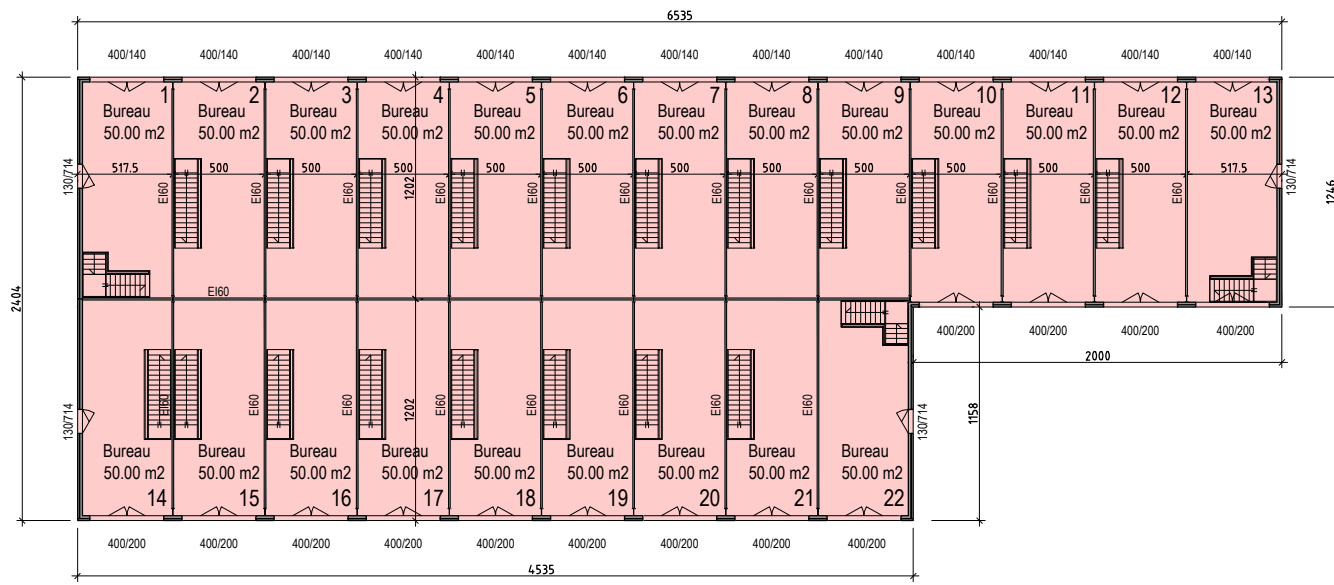 6535
400/140 400/140 400/140 400/140 400/140 400/140 400/140 400/140 400/140 400/140 400/140 400/140 400/140
1 2 3 4 5 6 7 8 9 10 11 12 13
Bureau Bureau Bureau Bureau Bureau Bureau Bureau Bureau Bureau Bureau Bureau Bureau Bureau
50.00 m2 50.00 m2 50.00 m2 50.00 m2 50.00 m2 50.00 m2 50.00 m2 50.00 m2 50.00 m2 50.00 m2 50.00 m2 50.00 m2 50.00 m2
517.5 500 500 500 500 500 500 500 500 500 500 500 517.5
130/714 EI60 EI60 EI60 1202 EI60 EI60 EI60 EI60 EI60 EI60 EI60 EI60 EI60 130/714 1246
2404
EI60
400/200 400/200 400/200 400/200
2000
130/714 EI60 EI60 EI60 1202 EI60 EI60 EI60 EI60 EI60 130/714 1158
Bureau Bureau Bureau Bureau Bureau Bureau Bureau Bureau Bureau
50.00 m2 50.00 m2 50.00 m2 50.00 m2 50.00 m2 50.00 m2 50.00 m2 50.00 m2 50.00 m2
14 15 16 17 18 19 20 21 22
400/200 400/200 400/200 400/200 400/200 400/200 400/200 400/200 400/200
4535